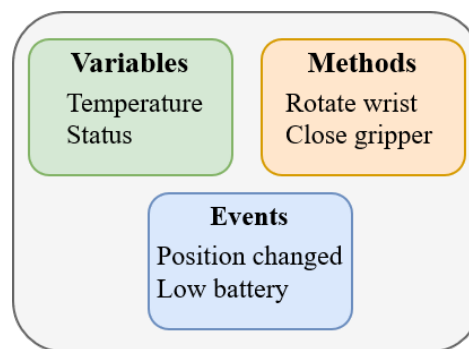 Variables
Temperature
Status
Methods
Rotate wrist
Close gripper
Events
Position changed
Low battery